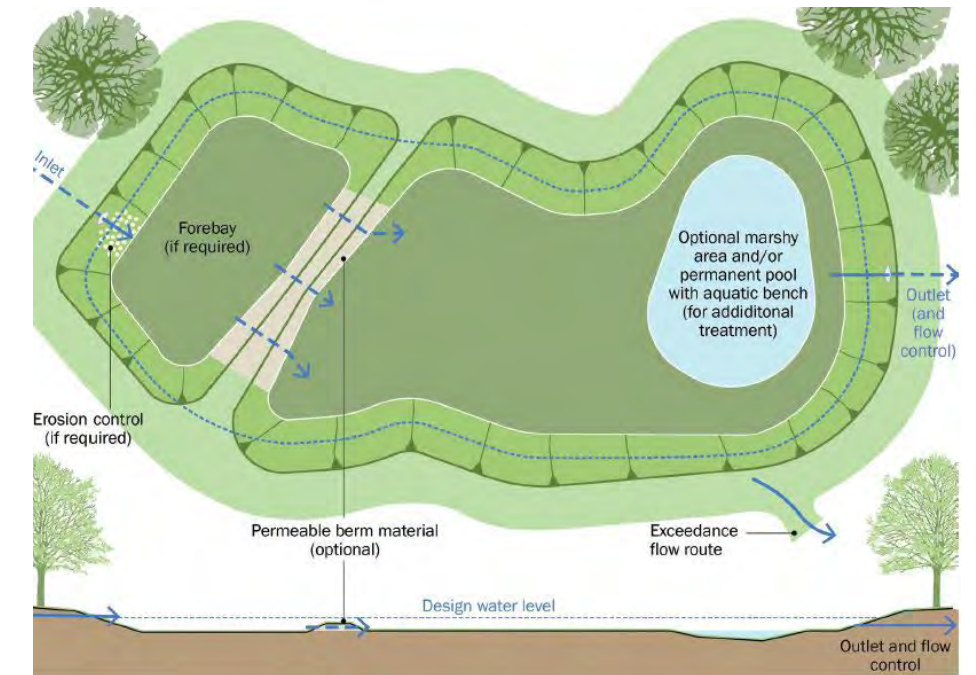 Inlet
Forebay
(if required)
Optional marshy
area and/or
permanent pool
with aquatic bench
(for addiditonal
treatment)
Outlet
(and
flow
control)
Erosion control
(if required)
Permeable berm material
(optional)
Exceedance
flow route
Design water level
Outlet and flow
control